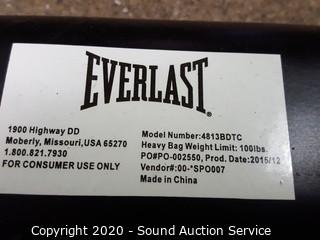 EVERLAST®
1900 Highway DD
Moberly, Missouri,USA 65270
1.800.821.7930
FOR CONSUMER USE ONLY
Model Number:4813BDTC
Heavy Bag Weight Limit: 100lbs.
PO#PO-002550, Prod. Date:2015/12
Vendor#:00-*SPO007
Made in China
Copyright 2020 - Sound Auction Service